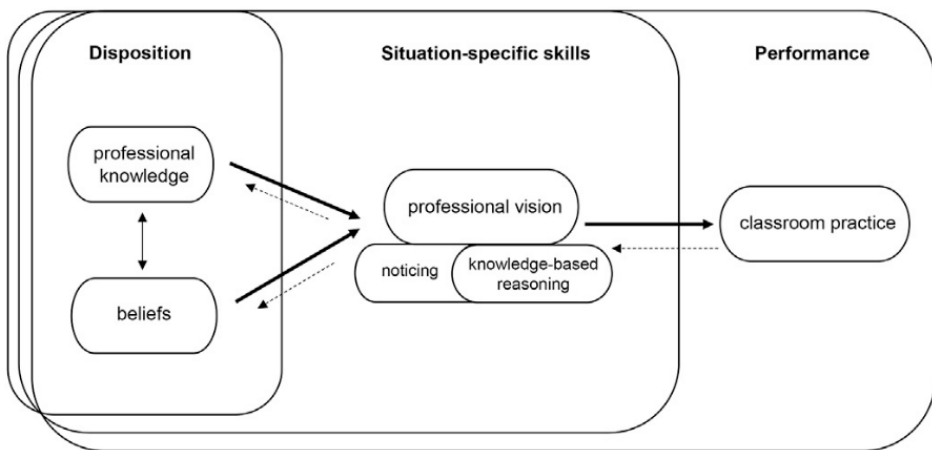 Disposition
Situation-specific skills
Performance
professional
knowledge
beliefs
professional vision
noticing
knowledge-based
reasoning
classroom practice